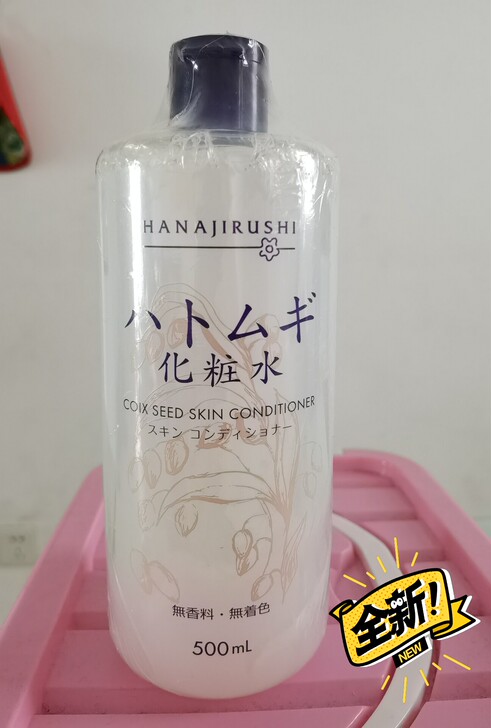 HANAJIRUSHI
ハトムギ
化粧水
COIX SEED SKIN CONDITIONER
スキン コンディショナー
無香料・無着色
500mL
全新!
NEW